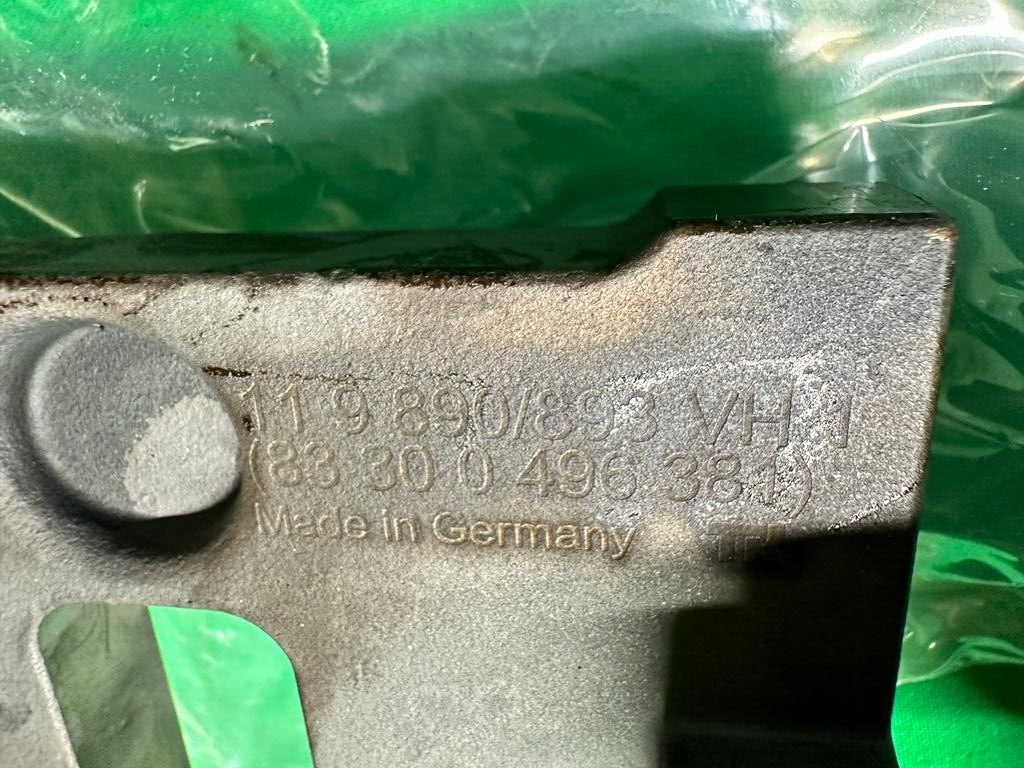 11 9 890/893 VH 1
(83 30 0 496 381)
Made in Germany